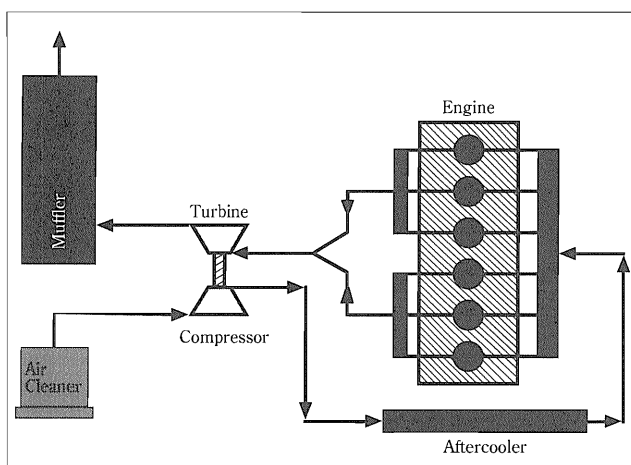 Engine
Muffler
Turbine
Compressor
Air
Cleaner
Aftercooler